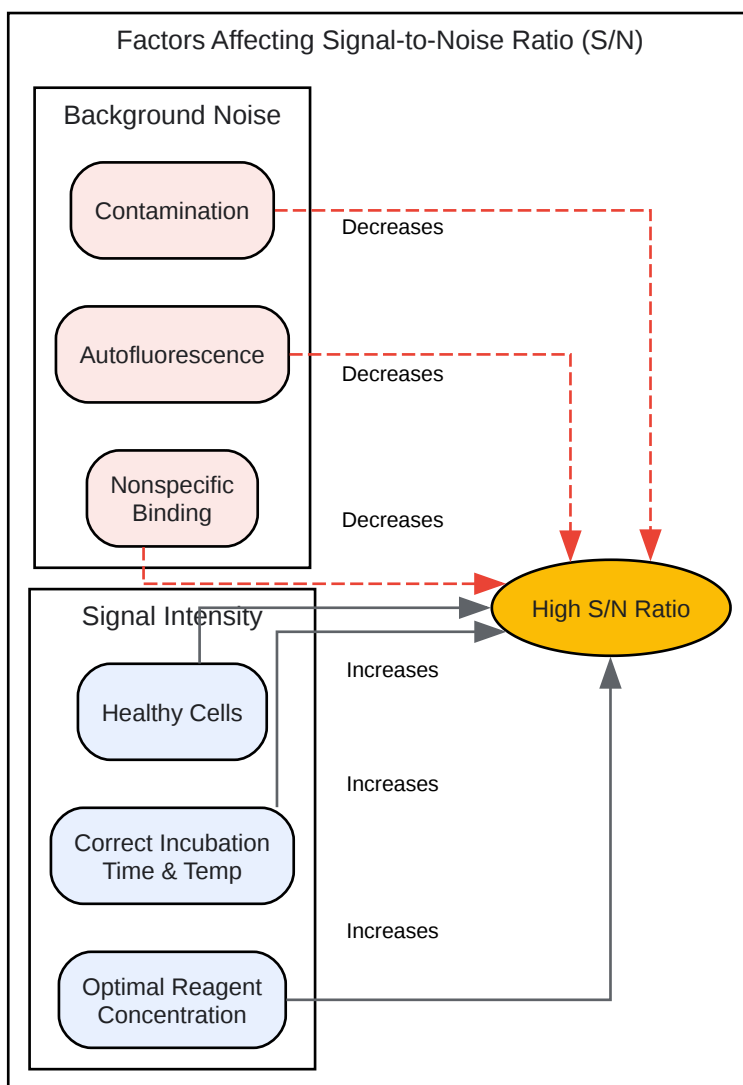 Factors Affecting Signal-to-Noise Ratio (S/N)
Background Noise
Contamination
Decreases
Autofluorescence
Decreases
Nonspecific
Binding
Decreases
High S/N Ratio
Signal Intensity
Healthy Cells
Increases
Correct Incubation
Time & Temp
Increases
Optimal Reagent
Concentration
Increases